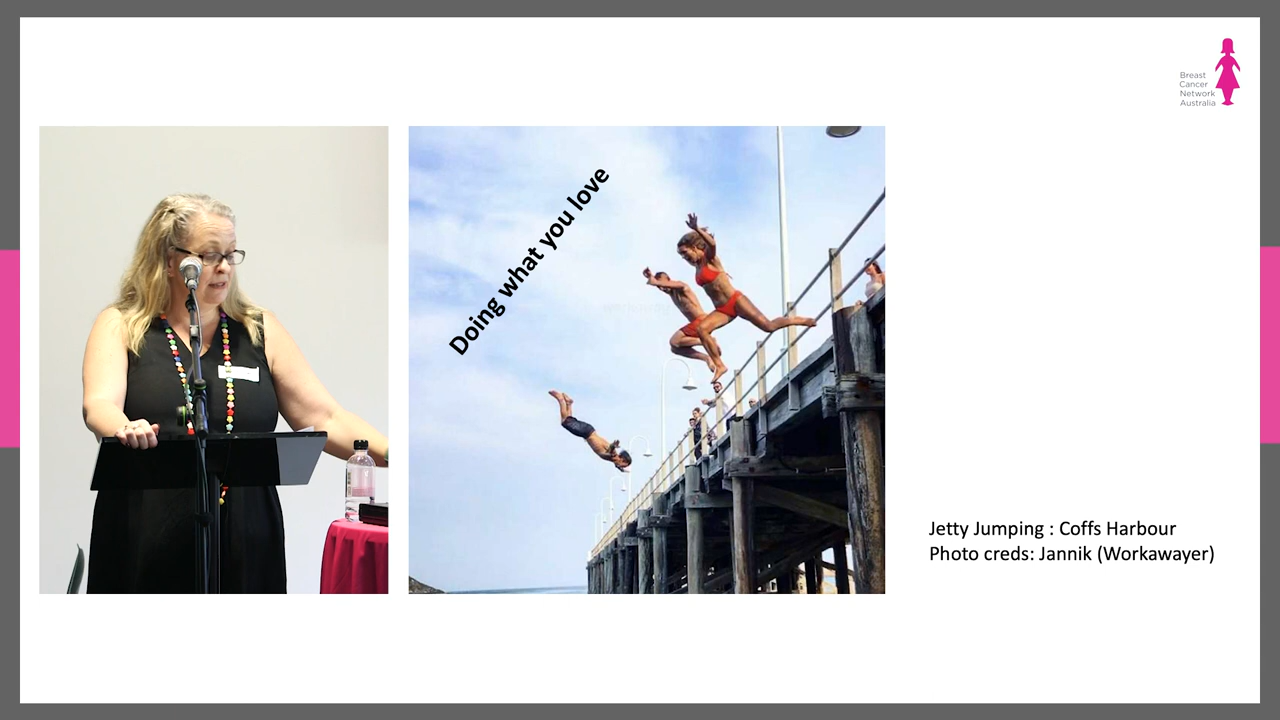 Breast
Cancer
Network
Australia
Doing what you love
Jetty Jumping : Coffs Harbour
Photo creds: Jannik (Workawayer)